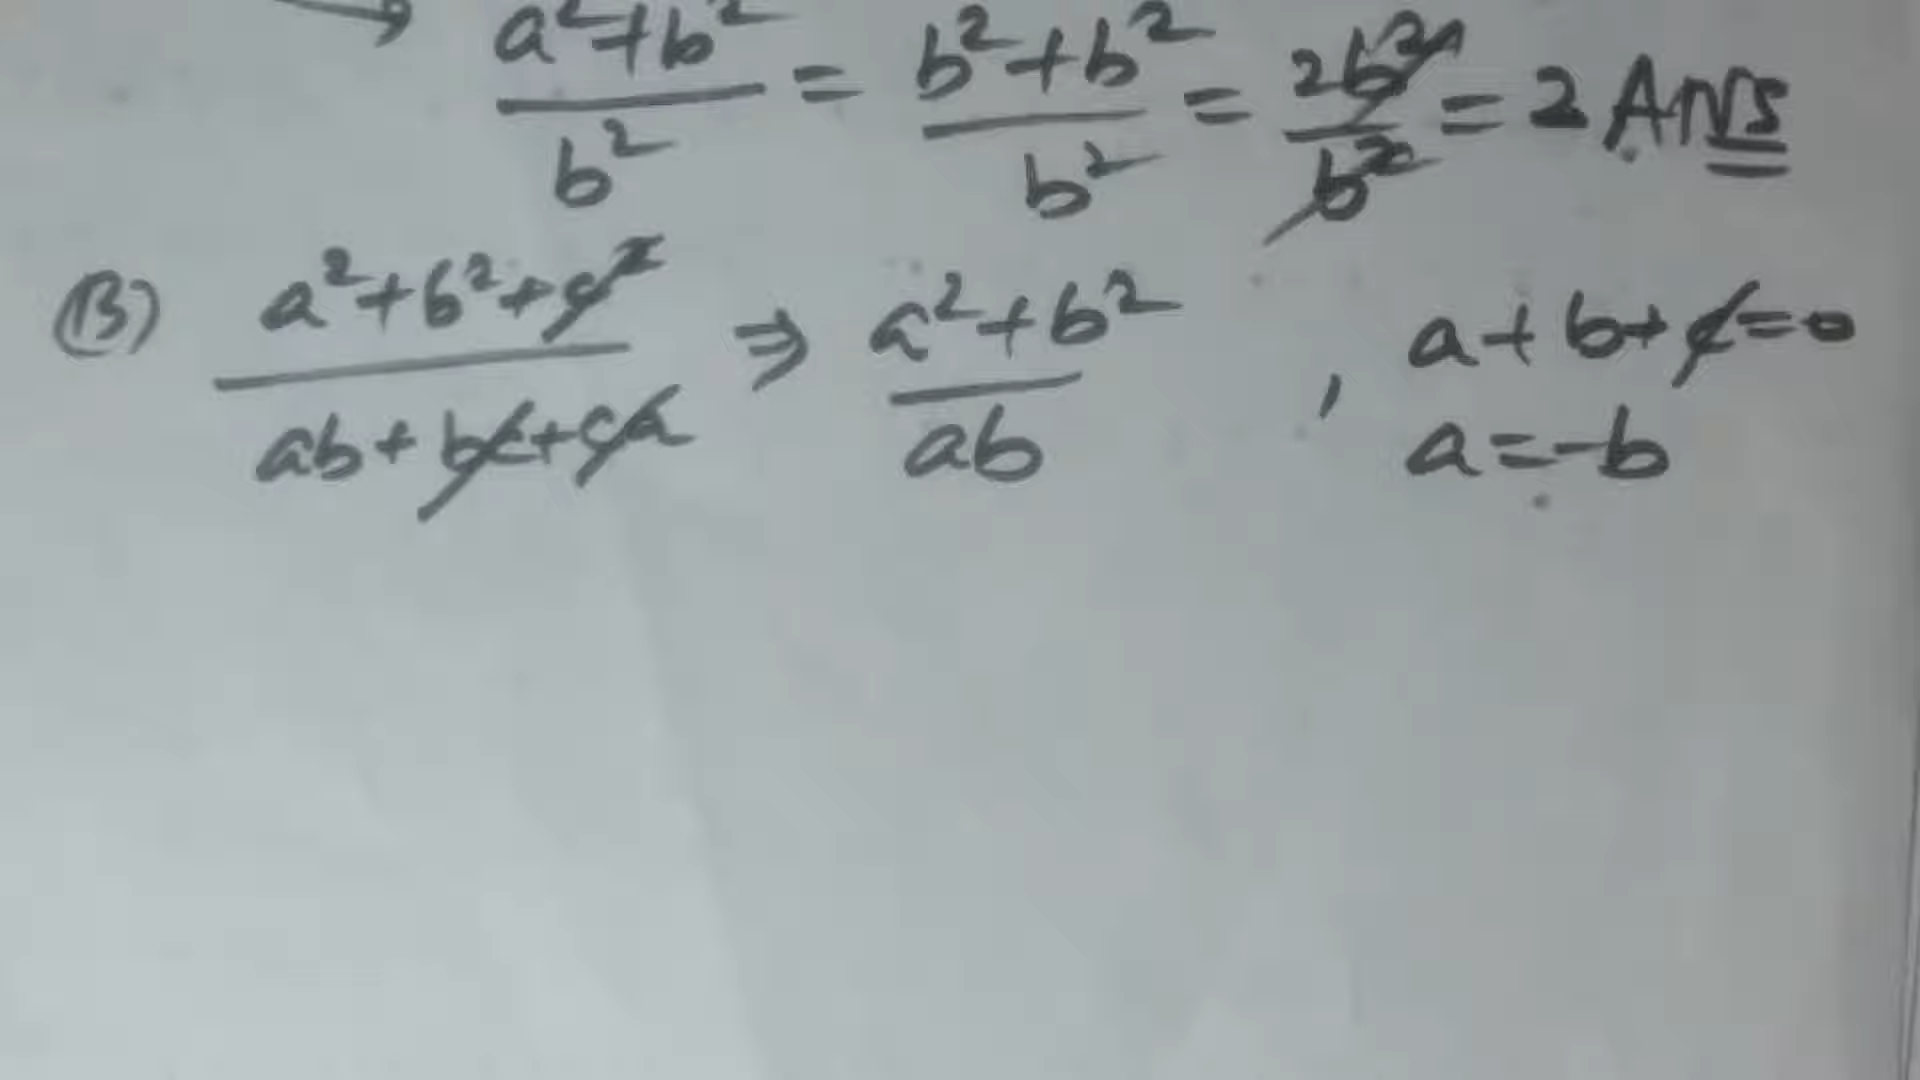 → a²+b²/b² = b²+b²/b² = 2b²/b² = 2 Ans
(B) a²+b²+c²/ab+bc+ca ⇒ a²+b²/ab , a+b+c=0
a=-b